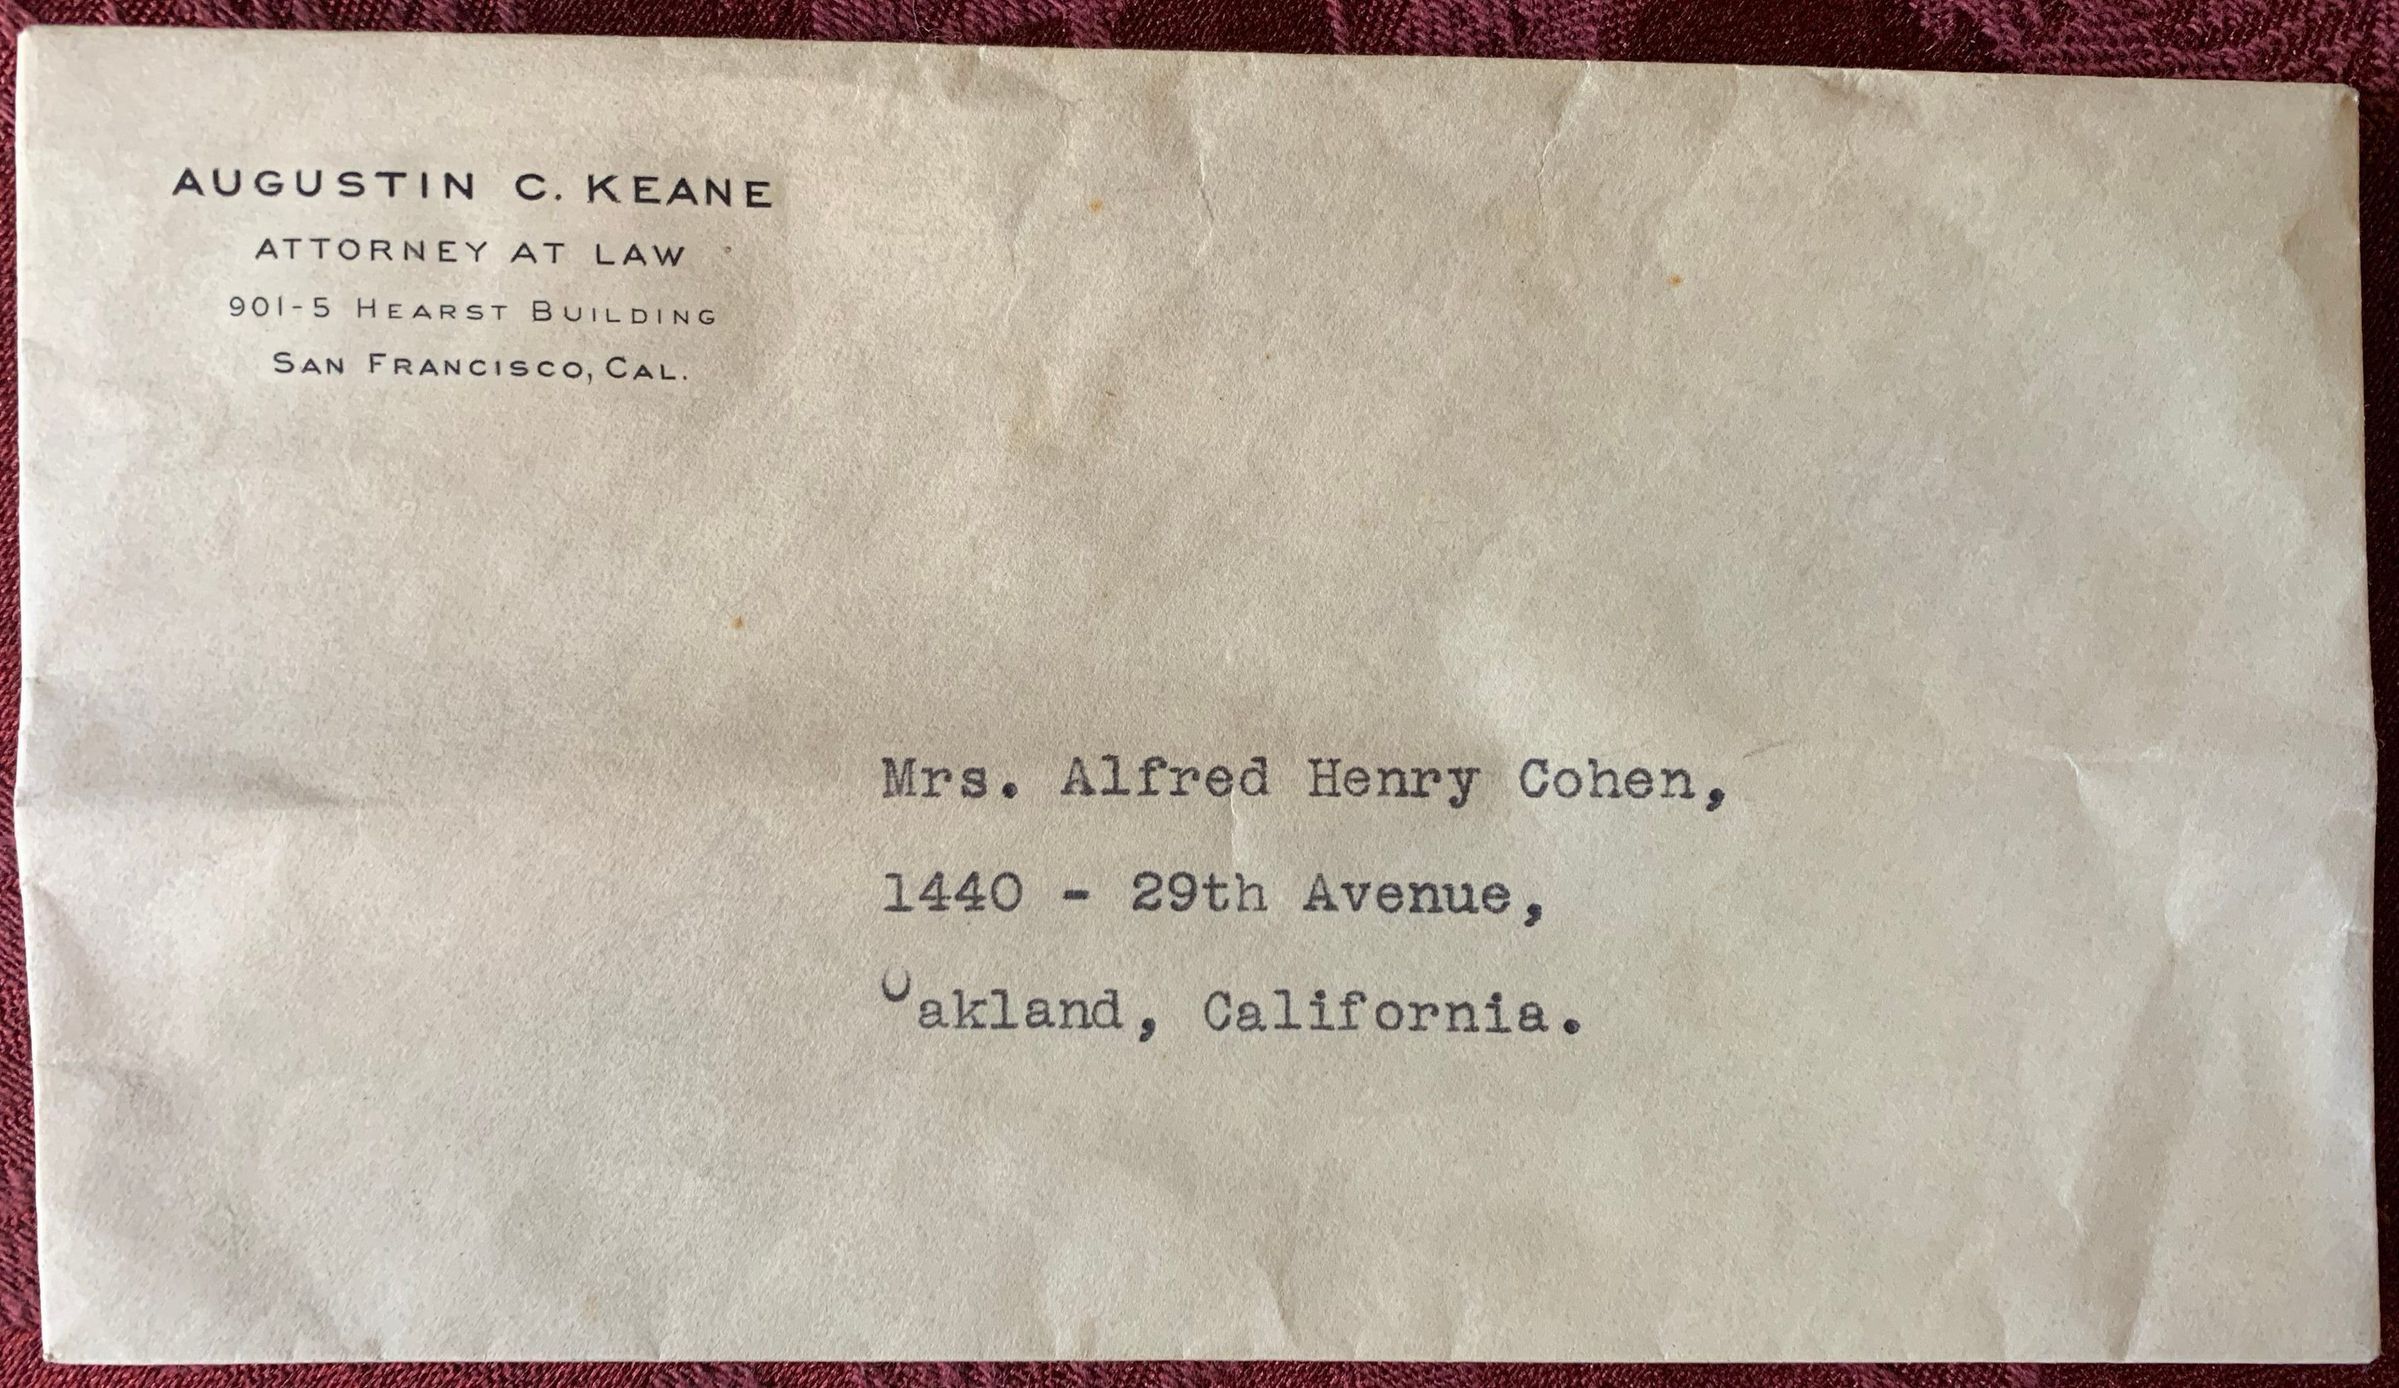 AUGUSTIN C. KEANE
ATTORNEY AT LAW
901-5 HEARST BUILDING
SAN FRANCISCO, CAL.
Mrs. Alfred Henry Cohen,
1440 - 29th Avenue,
Oakland, California.